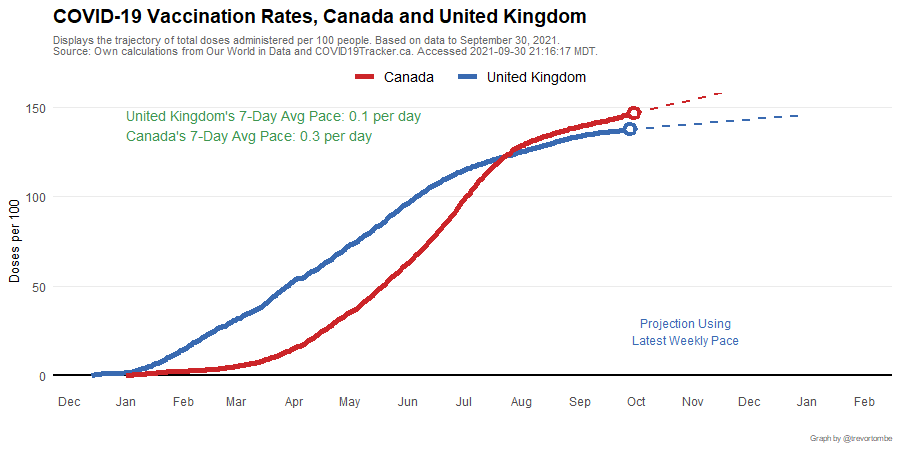 COVID-19 Vaccination Rates, Canada and United Kingdom
Displays the trajectory of total doses administered per 100 people. Based on data to September 30, 2021.
Source: Own calculations from Our World in Data and COVID19Tracker.ca. Accessed 2021-09-30 21:16:17 MDT.
Canada United Kingdom
United Kingdom's 7-Day Avg Pace: 0.1 per day
Canada's 7-Day Avg Pace: 0.3 per day
150
100
50
0
Doses per 100
Projection Using
Latest Weekly Pace
Dec Jan Feb Mar Apr May Jun Jul Aug Sep Oct Nov Dec Jan Feb
Graph by @trevortombe